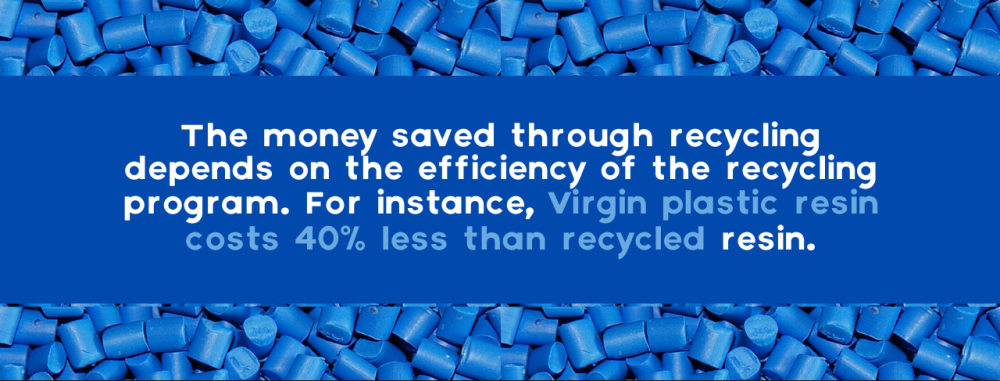 The money saved through recycling
depends on the efficiency of the recycling
program. For instance, Virgin plastic resin
costs 40% less than recycled resin.